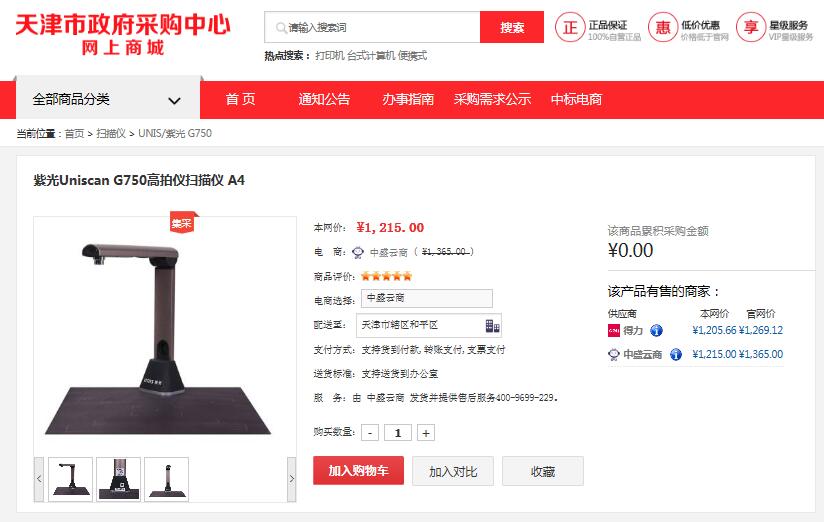 天津市政府采购中心
网上商城
请输入搜索词
搜索
热点搜索： 打印机 台式计算机 便携式
正 正品保证 100%自营正品
惠 低价优惠 价格低于官网
享 星级服务 VIP星级服务
全部商品分类
首 页 通知公告 办事指南 采购需求公示 中标电商
当前位置：首页 > 扫描仪 > UNIS/紫光 G750
紫光Uniscan G750高拍仪扫描仪 A4
集采
本网价： ¥1, 215. 00
电 商： 中盛云商 （ ¥1,365.00 ）
商品评价：
电商选择： 中盛云商
配送至： 天津市辖区和平区
支付方式： 支持货到付款,转账支付,支票支付
送货标准： 支持送货到办公室
服 务： 由 中盛云商 发货并提供售后服务400-9699-229。
购买数量： - 1 +
加入购物车 加入对比 收藏
该商品累积采购金额
¥0.00
该产品有售的商家：
供应商 本网价 官网价
得力 ¥1,205.66 ¥1,269.12
中盛云商 ¥1,215.00 ¥1,365.00